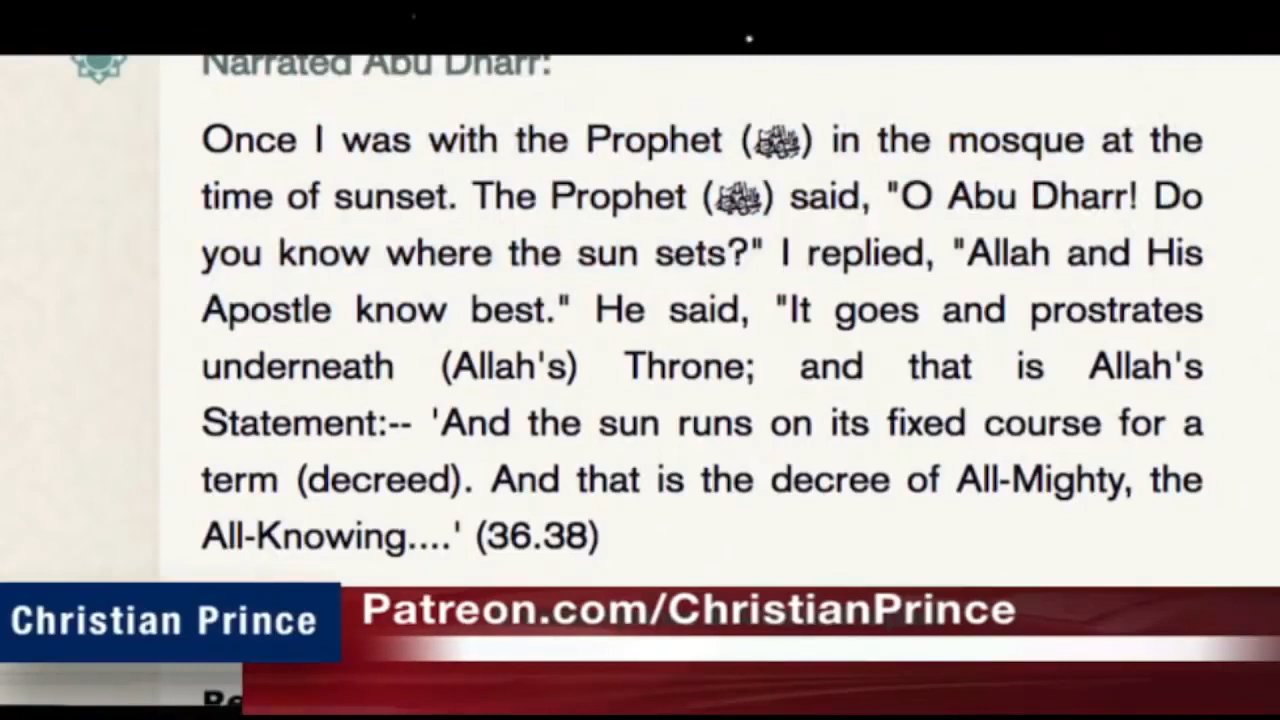 Narrated Abu Dharr:
Once I was with the Prophet (ﷺ) in the mosque at the
time of sunset. The Prophet (ﷺ) said, "O Abu Dharr! Do
you know where the sun sets?" I replied, "Allah and His
Apostle know best." He said, "It goes and prostrates
underneath (Allah's) Throne; and that is Allah's
Statement:-- 'And the sun runs on its fixed course for a
term (decreed). And that is the decree of All-Mighty, the
All-Knowing....' (36.38)
Christian Prince
Patreon.com/ChristianPrince